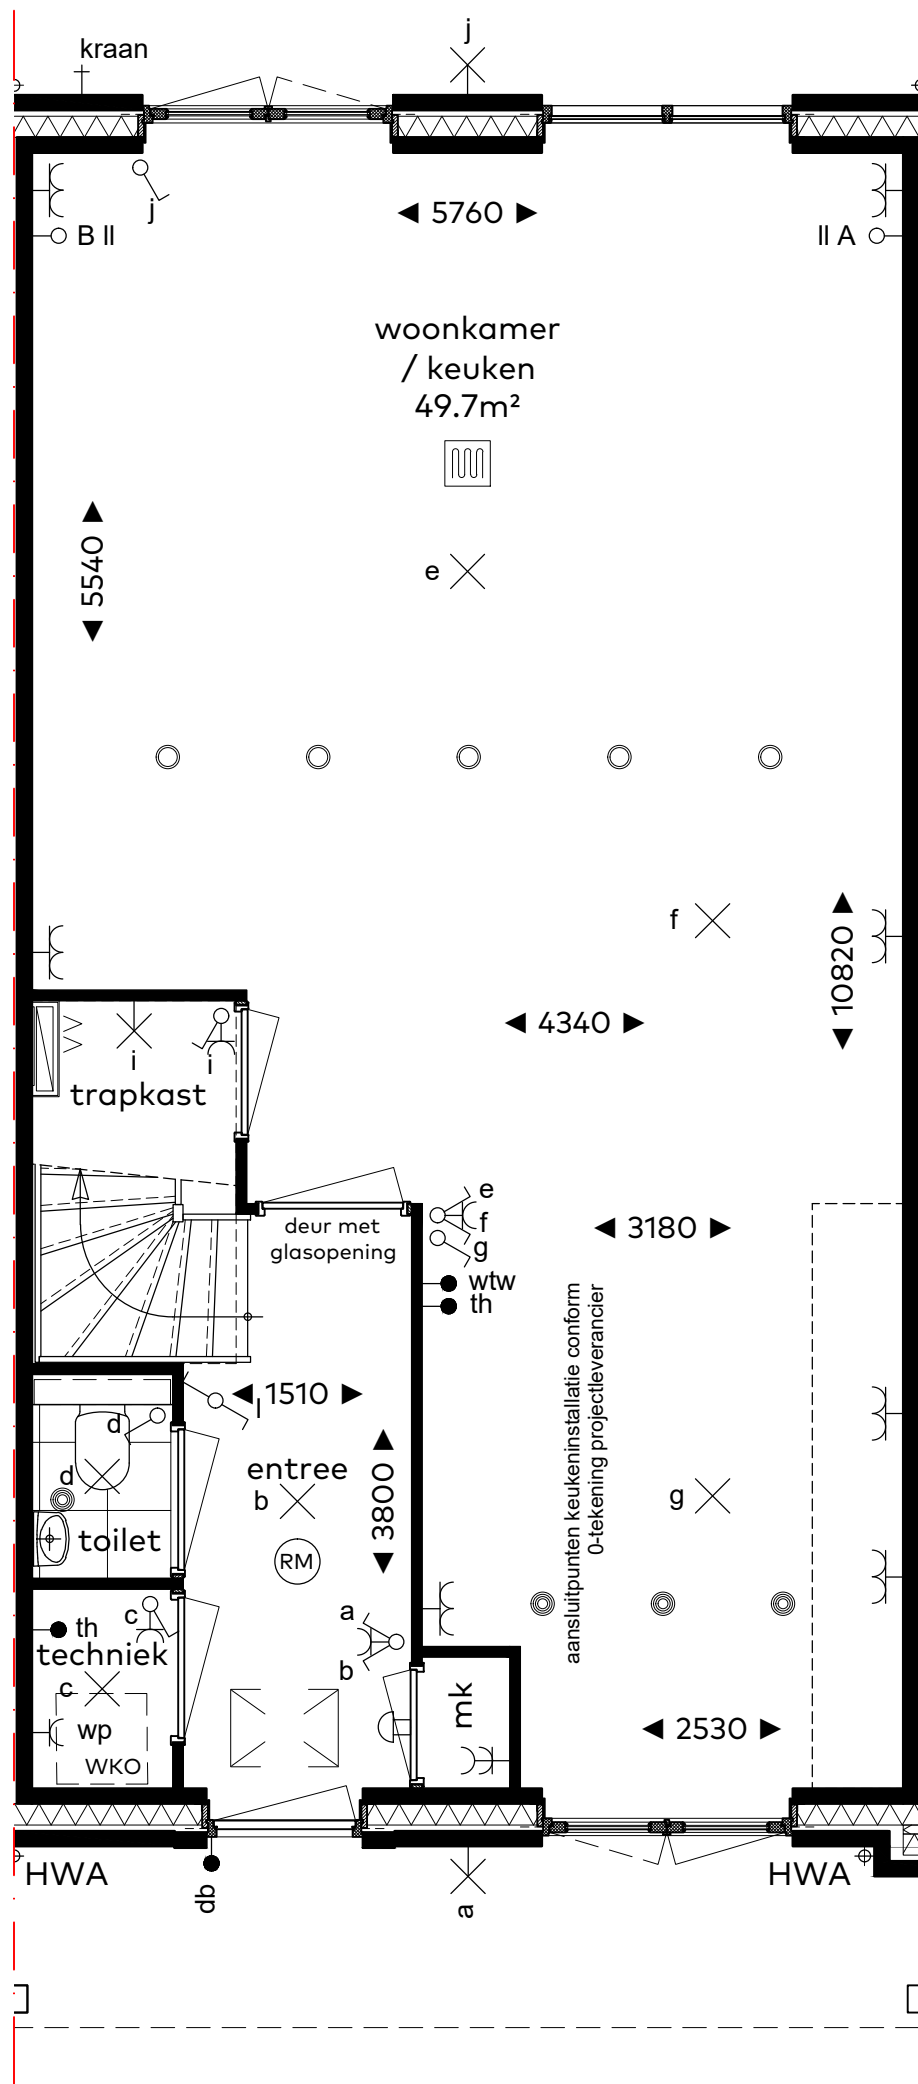 j
kraan
j
5760
B II
II A
woonkamer
/ keuken
49.7m²
5540
e
f
10820
4340
i
i
trapkast
e
f
g
3180
deur met
glasopening
wtw
th
aansluitpunten keukeninstallatie conform
0-tekening projectleverancier
1510
l
d
d
entree
b
3800
g
toilet
RM
a
b
c
th
techniek
c
wp
WKO
mk
2530
HWA
HWA
db
a